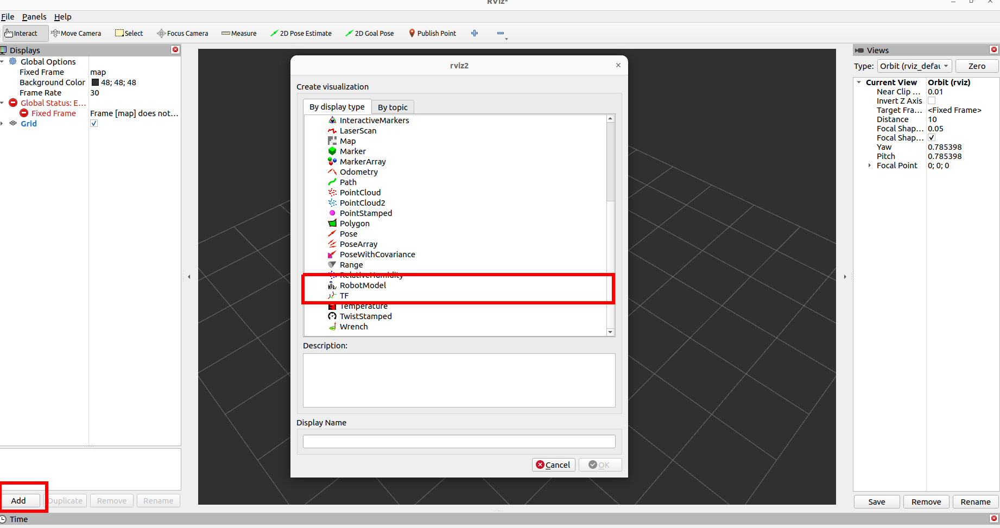 RViz*
File Panels Help
Interact Move Camera Select Focus Camera Measure 2D Pose Estimate 2D Goal Pose Publish Point
Displays
Global Options
Fixed Frame map
Background Color 48; 48; 48
Frame Rate 30
Global Status: E...
Fixed Frame Frame [map] does not...
Grid
Add Duplicate Remove Rename
Time
rviz2
Create visualization
By display type By topic
InteractiveMarkers
LaserScan
Map
Marker
MarkerArray
Odometry
Path
PointCloud
PointCloud2
PointStamped
Polygon
Pose
PoseArray
PoseWithCovariance
Range
RelativeHumidity
RobotModel
TF
Temperature
TwistStamped
Wrench
Description:
Display Name
Cancel OK
Views
Type: Orbit (rviz_defau Zero
Current View Orbit (rviz)
Near Clip ... 0.01
Invert Z Axis
Target Fra... <Fixed Frame>
Distance 10
Focal Shap... 0.05
Focal Shap...
Yaw 0.785398
Pitch 0.785398
Focal Point 0; 0; 0
Save Remove Rename